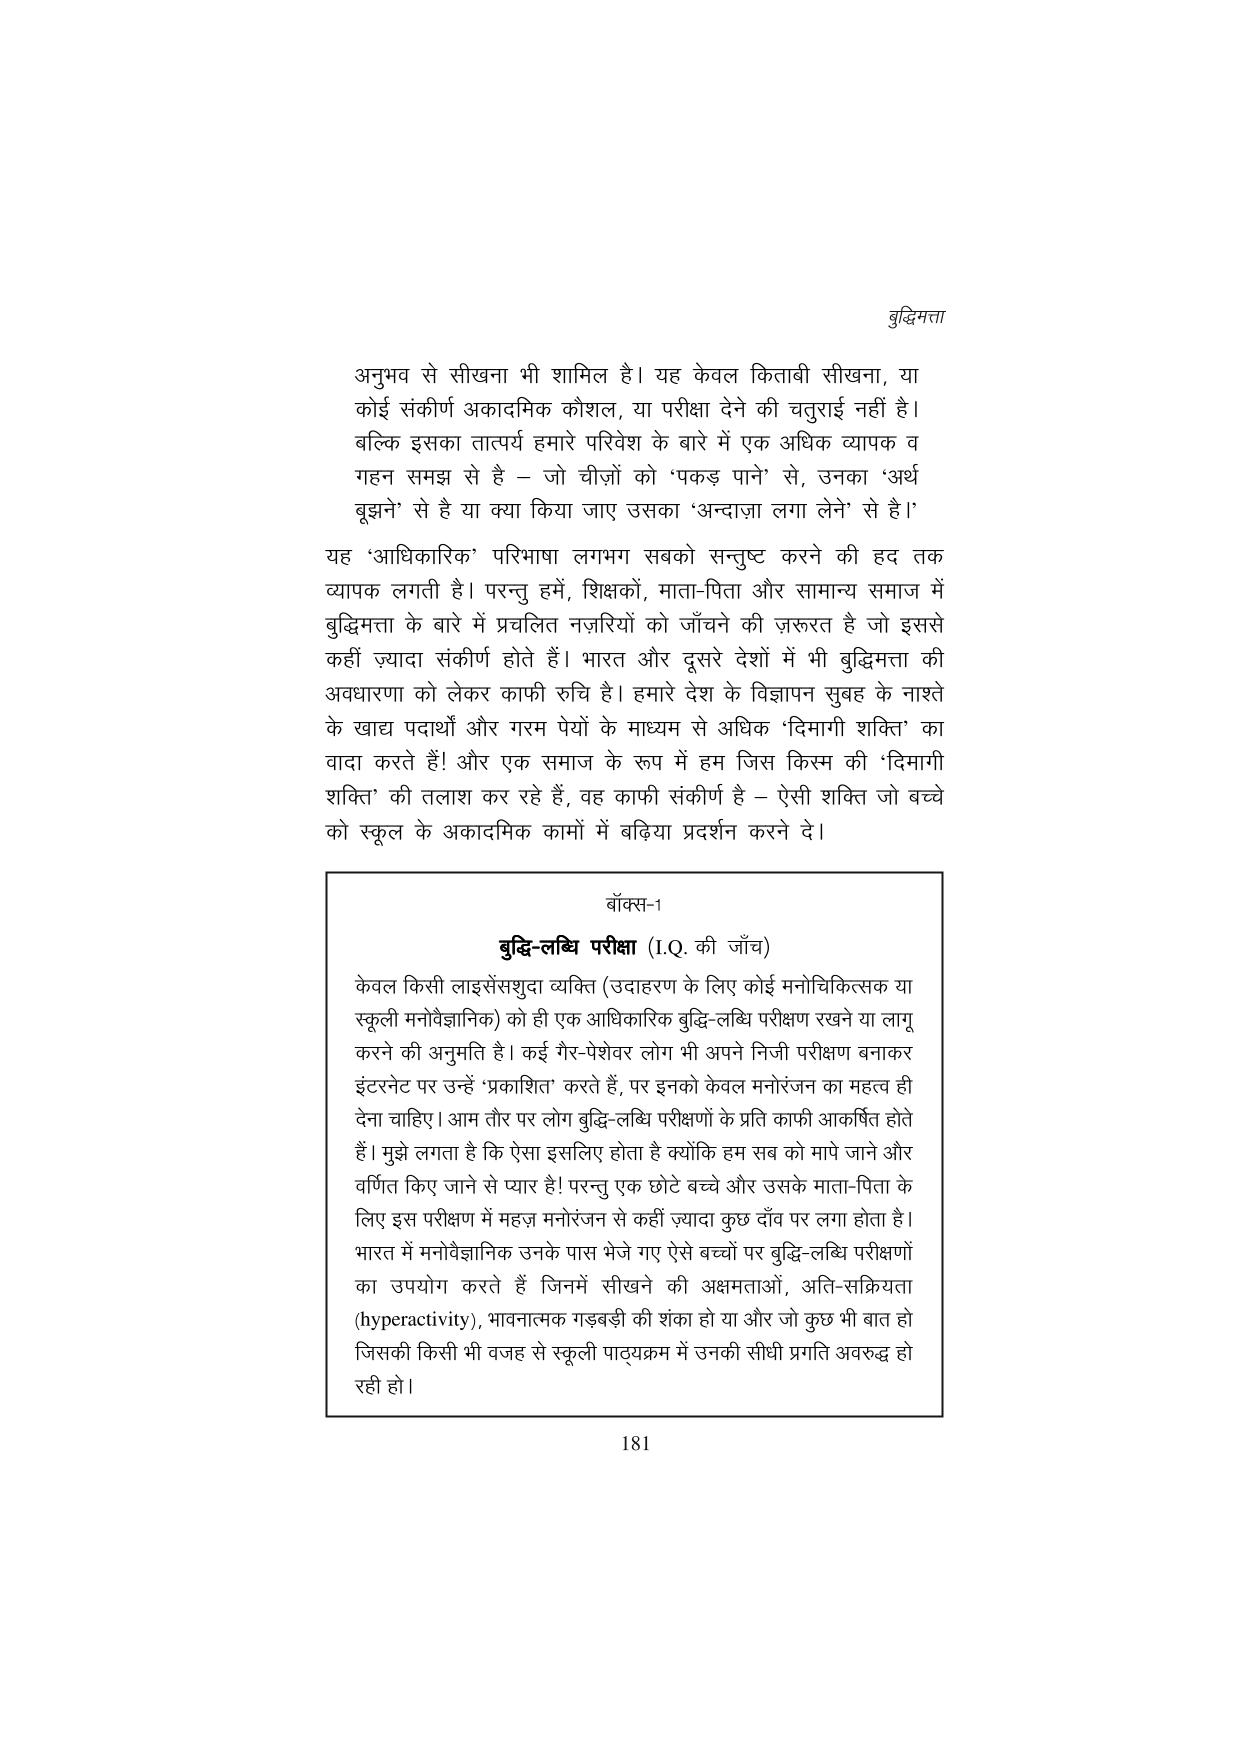 बुद्धिमत्ता
अनुभव से सीखना भी शामिल है। यह केवल किताबी सीखना, या
कोई संकीर्ण अकादमिक कौशल, या परीक्षा देने की चतुराई नहीं है।
बल्कि इसका तात्पर्य हमारे परिवेश के बारे में एक अधिक व्यापक व
गहन समझ से है – जो चीज़ों को ‘पकड़ पाने’ से, उनका ‘अर्थ
बूझने’ से है या क्या किया जाए उसका ‘अन्दाज़ा लगा लेने’ से है।’
यह ‘आधिकारिक’ परिभाषा लगभग सबको सन्तुष्ट करने की हद तक
व्यापक लगती है। परन्तु हमें, शिक्षकों, माता-पिता और सामान्य समाज में
बुद्धिमत्ता के बारे में प्रचलित नज़रियों को जाँचने की ज़रूरत है जो इससे
कहीं ज़्यादा संकीर्ण होते हैं। भारत और दूसरे देशों में भी बुद्धिमत्ता की
अवधारणा को लेकर काफी रुचि है। हमारे देश के विज्ञापन सुबह के नाश्ते
के खाद्य पदार्थों और गरम पेयों के माध्यम से अधिक ‘दिमागी शक्ति’ का
वादा करते हैं! और एक समाज के रूप में हम जिस किस्म की ‘दिमागी
शक्ति’ की तलाश कर रहे हैं, वह काफी संकीर्ण है – ऐसी शक्ति जो बच्चे
को स्कूल के अकादमिक कामों में बढ़िया प्रदर्शन करने दे।
बॉक्स-1
बुद्धि-लब्धि परीक्षा (I.Q. की जाँच)
केवल किसी लाइसेंसशुदा व्यक्ति (उदाहरण के लिए कोई मनोचिकित्सक या
स्कूली मनोवैज्ञानिक) को ही एक आधिकारिक बुद्धि-लब्धि परीक्षण रखने या लागू
करने की अनुमति है। कई गैर-पेशेवर लोग भी अपने निजी परीक्षण बनाकर
इंटरनेट पर उन्हें ‘प्रकाशित’ करते हैं, पर इनको केवल मनोरंजन का महत्व ही
देना चाहिए। आम तौर पर लोग बुद्धि-लब्धि परीक्षणों के प्रति काफी आकर्षित होते
हैं। मुझे लगता है कि ऐसा इसलिए होता है क्योंकि हम सब को मापे जाने और
वर्णित किए जाने से प्यार है! परन्तु एक छोटे बच्चे और उसके माता-पिता के
लिए इस परीक्षण में महज़ मनोरंजन से कहीं ज़्यादा कुछ दाँव पर लगा होता है।
भारत में मनोवैज्ञानिक उनके पास भेजे गए ऐसे बच्चों पर बुद्धि-लब्धि परीक्षणों
का उपयोग करते हैं जिनमें सीखने की अक्षमताओं, अति-सक्रियता
(hyperactivity), भावनात्मक गड़बड़ी की शंका हो या और जो कुछ भी बात हो
जिसकी किसी भी वजह से स्कूली पाठ्यक्रम में उनकी सीधी प्रगति अवरुद्ध हो
रही हो।
181